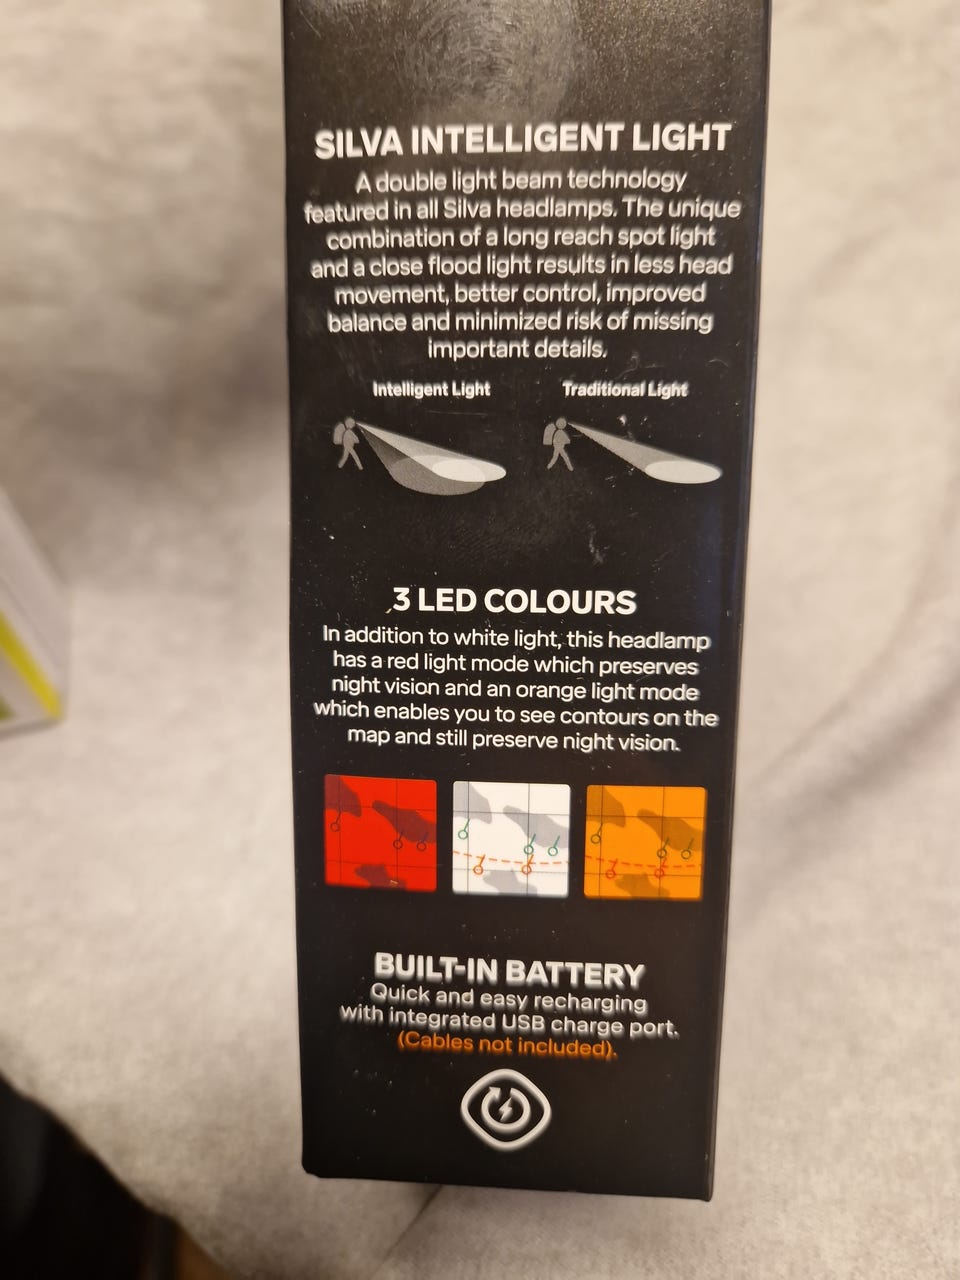 SILVA INTELLIGENT LIGHT
A double light beam technology
featured in all Silva headlamps. The unique
combination of a long reach spot light
and a close flood light results in less head
movement, better control, improved
balance and minimized risk of missing
important details.
Intelligent Light
Traditional Light
3 LED COLOURS
In addition to white light, this headlamp
has a red light mode which preserves
night vision and an orange light mode
which enables you to see contours on the
map and still preserve night vision.
BUILT-IN BATTERY
Quick and easy recharging
with integrated USB charge port.
(Cables not included).